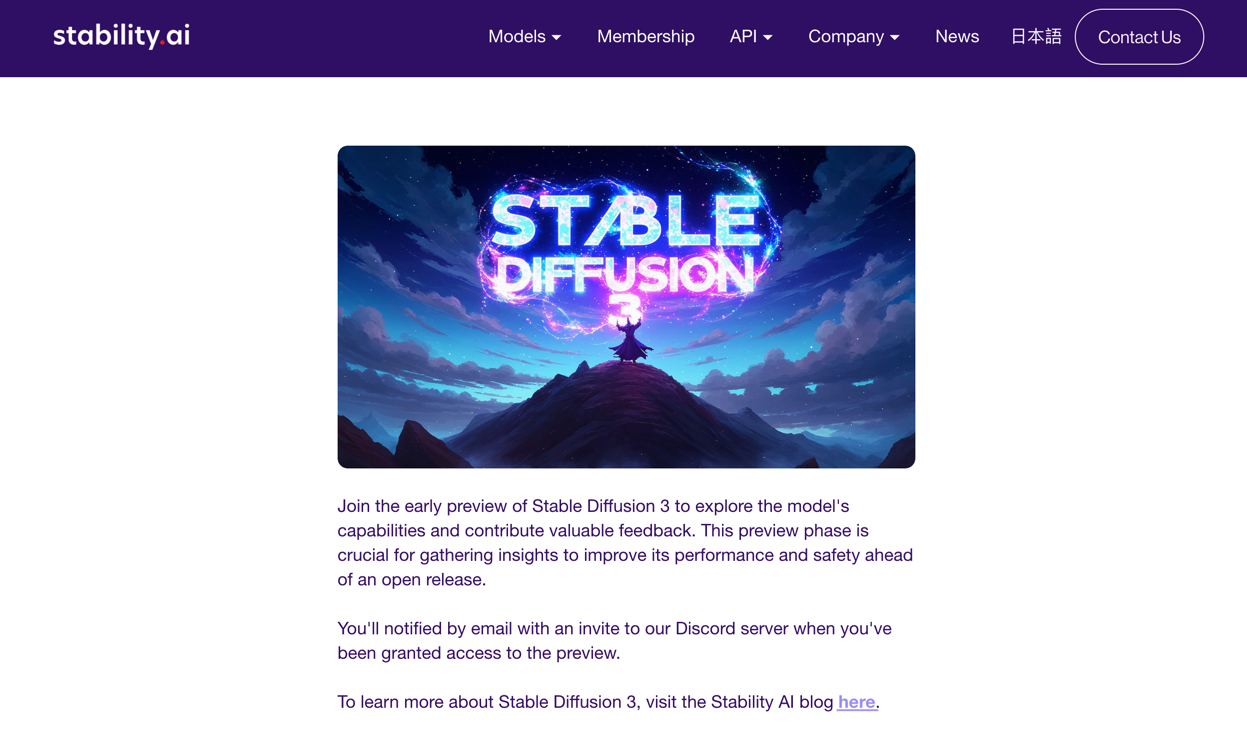 stability.ai
Models
Membership
API
Company
News
日本語
Contact Us
STABLE
DIFFUSION
3
Join the early preview of Stable Diffusion 3 to explore the model's
capabilities and contribute valuable feedback. This preview phase is
crucial for gathering insights to improve its performance and safety ahead
of an open release.
You'll notified by email with an invite to our Discord server when you've
been granted access to the preview.
To learn more about Stable Diffusion 3, visit the Stability AI blog here.